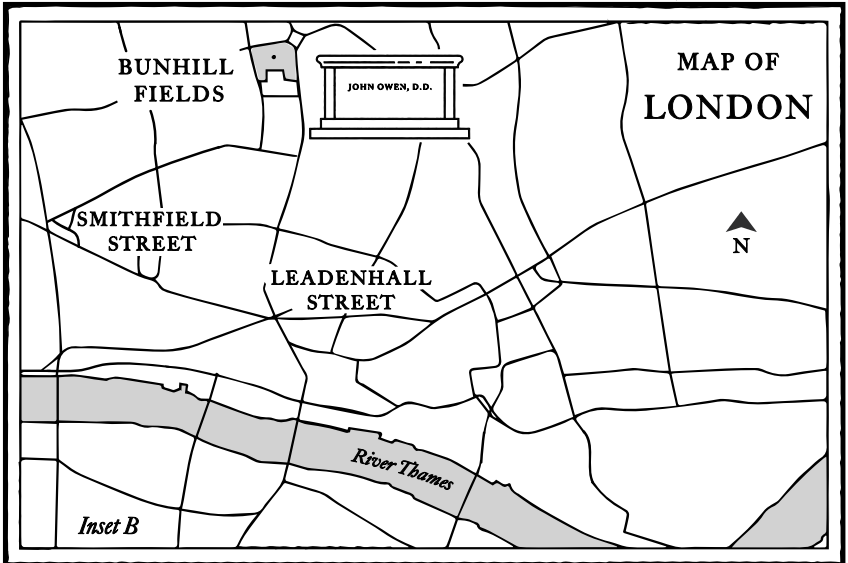 BUNHILL
FIELDS
JOHN OWEN, D.D.
MAP OF
LONDON
SMITHFIELD
STREET
N
LEADENHALL
STREET
River Thames
Inset B